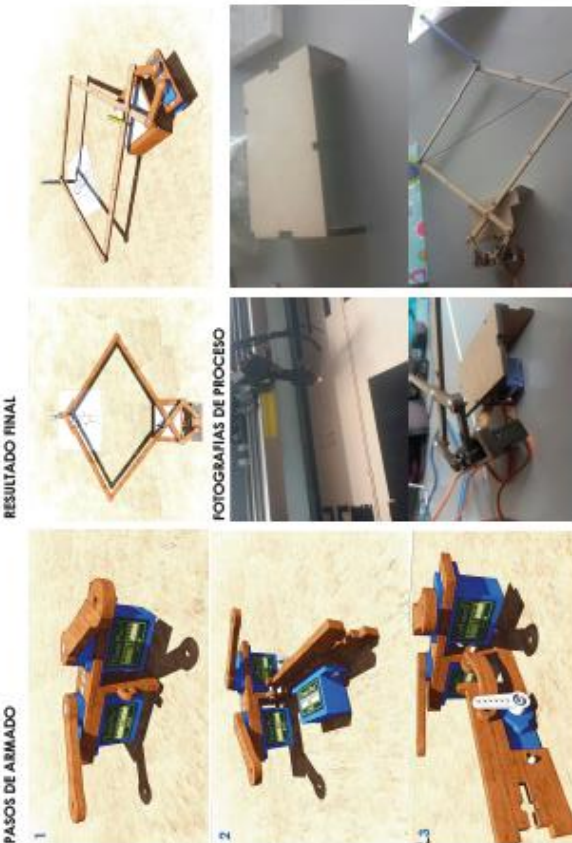 PASOS DE ARMADO
1
2
3
RESULTADO FINAL
FOTOGRAFIAS DE PROCESO